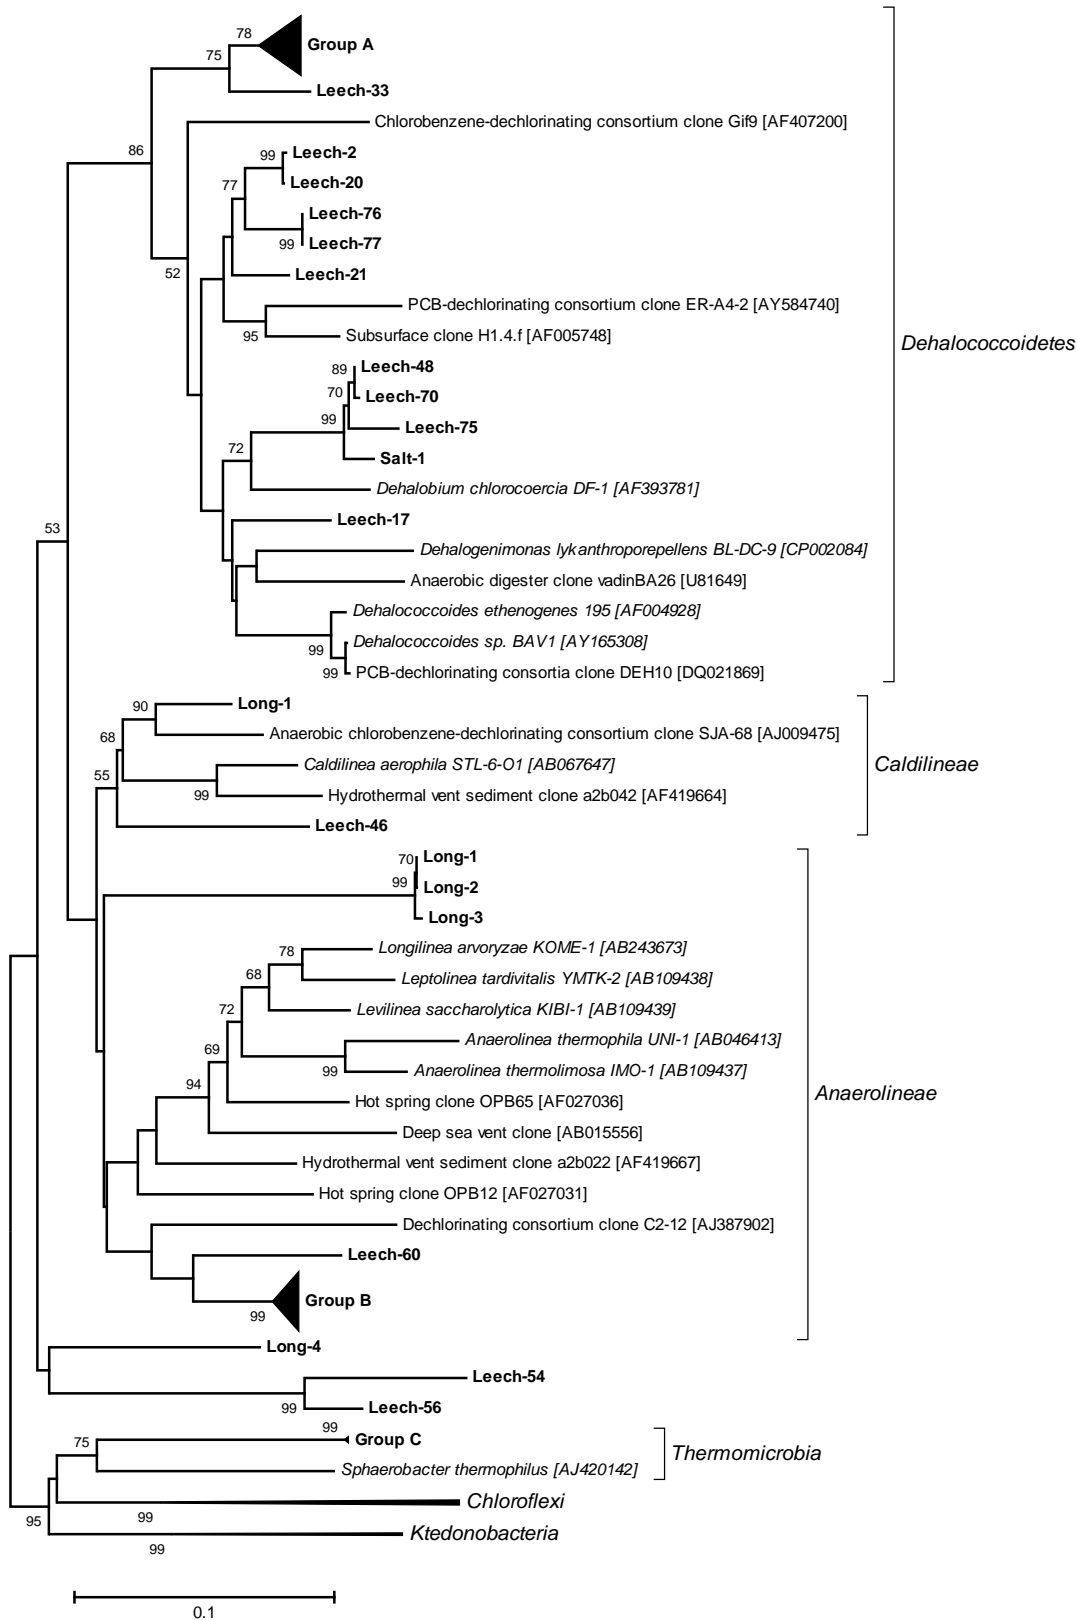 78
Group A
75
Leech-33
Chlorobenzene-dechlorinating consortium clone Gif9 [AF407200]
86
99
Leech-2
Leech-20
77
Leech-76
Leech-77
99
52
Leech-21
PCB-dechlorinating consortium clone ER-A4-2 [AY584740]
95
Subsurface clone H1.4.f [AF005748]
Dehalococcoidetes
89
Leech-48
70
Leech-70
99
Leech-75
72
Salt-1
Dehalobium chlorocoercia DF-1 [AF393781]
53
Leech-17
Dehalogenimonas lykanthroporepellens BL-DC-9 [CP002084]
Anaerobic digester clone vadinBA26 [U81649]
Dehalococcoides ethenogenes 195 [AF004928]
Dehalococcoides sp. BAV1 [AY165308]
99
99
PCB-dechlorinating consortia clone DEH10 [DQ021869]
90
Long-1
68
Anaerobic chlorobenzene-dechlorinating consortium clone SJA-68 [AJ009475]
Caldilinea aerophila STL-6-O1 [AB067647]
Caldilineae
55
99
Hydrothermal vent sediment clone a2b042 [AF419664]
Leech-46
70
Long-1
99
Long-2
Long-3
78
Longilinea arvoryzae KOME-1 [AB243673]
68
Leptolinea tardivitalis YMTK-2 [AB109438]
72
Levilinea saccharolytica KIBI-1 [AB109439]
69
Anaerolinea thermophila UNI-1 [AB046413]
99
Anaerolinea thermolimosa IMO-1 [AB109437]
94
Anaerolineae
Hot spring clone OPB65 [AF027036]
Deep sea vent clone [AB015556]
Hydrothermal vent sediment clone a2b022 [AF419667]
Hot spring clone OPB12 [AF027031]
Dechlorinating consortium clone C2-12 [AJ387902]
Leech-60
Group B
99
Long-4
Leech-54
99
Leech-56
99
75
Group C
Thermomicrobia
Sphaerobacter thermophilus [AJ420142]
Chloroflexi
99
95
Ktedonobacteria
99
0.1